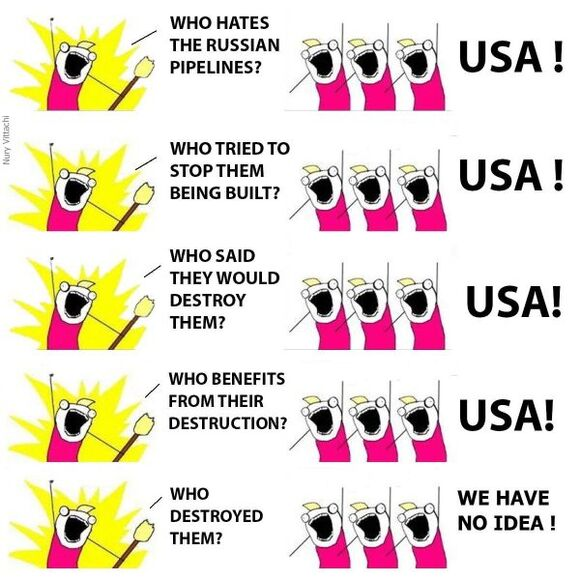 WHO HATES
THE RUSSIAN
PIPELINES?
USA !
Nury Vittachi
WHO TRIED TO
STOP THEM
BEING BUILT?
USA !
WHO SAID
THEY WOULD
DESTROY
THEM?
USA!
WHO BENEFITS
FROM THEIR
DESTRUCTION?
USA!
WHO
DESTROYED
THEM?
WE HAVE
NO IDEA !